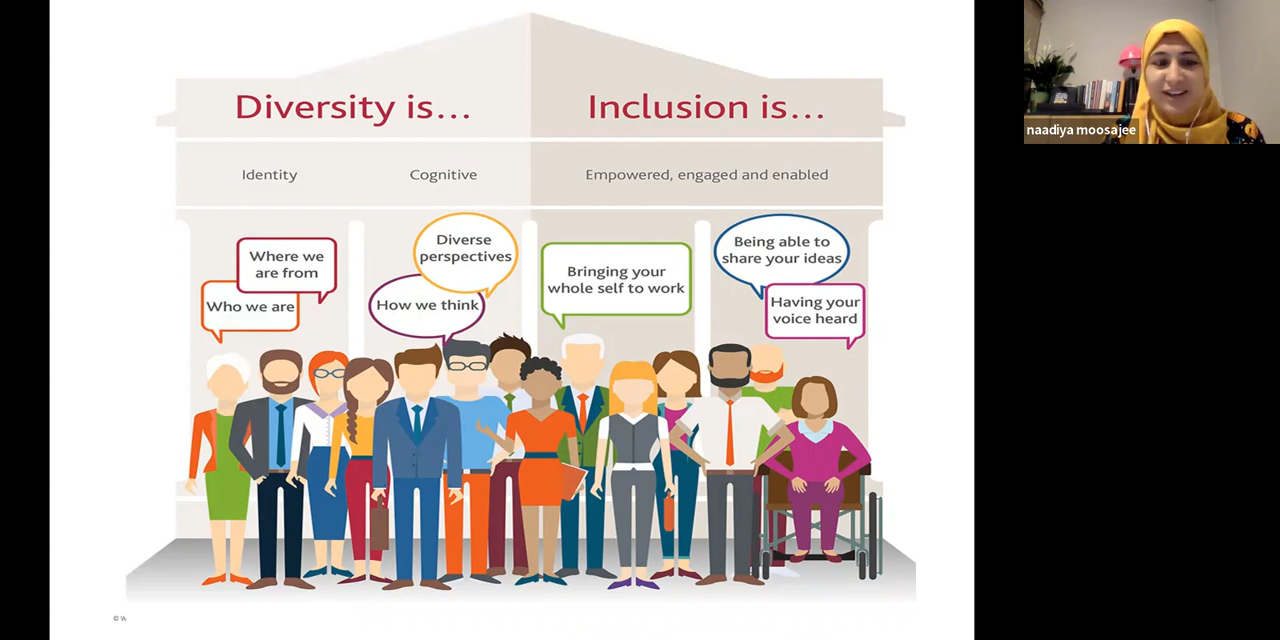 Diversity is...
Inclusion is...
Identity
Cognitive
Empowered, engaged and enabled
Where we
are from
Who we are
Diverse
perspectives
How we think
Bringing your
whole self to work
Being able to
share your ideas
Having your
voice heard
naadiya moosajee
©